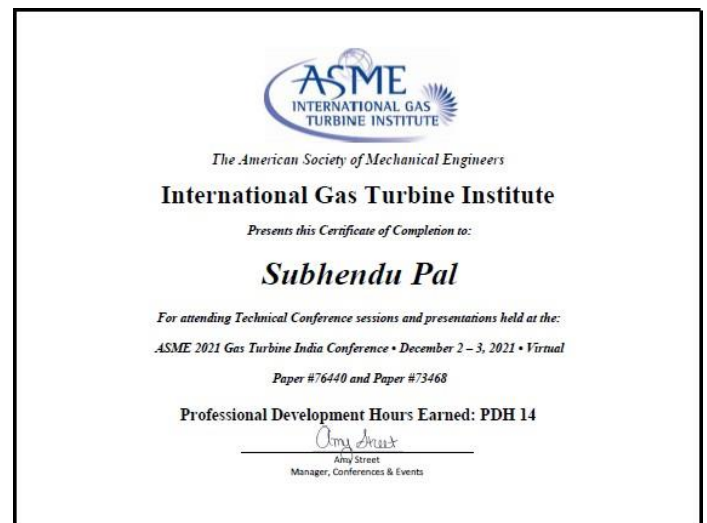 ASME
INTERNATIONAL GAS
TURBINE INSTITUTE
The American Society of Mechanical Engineers
International Gas Turbine Institute
Presents this Certificate of Completion to:
Subhendu Pal
For attending Technical Conference sessions and presentations held at the:
ASME 2021 Gas Turbine India Conference • December 2 – 3, 2021 • Virtual
Paper #76440 and Paper #73468
Professional Development Hours Earned: PDH 14
Amy Street
Amy Street
Manager, Conferences & Events